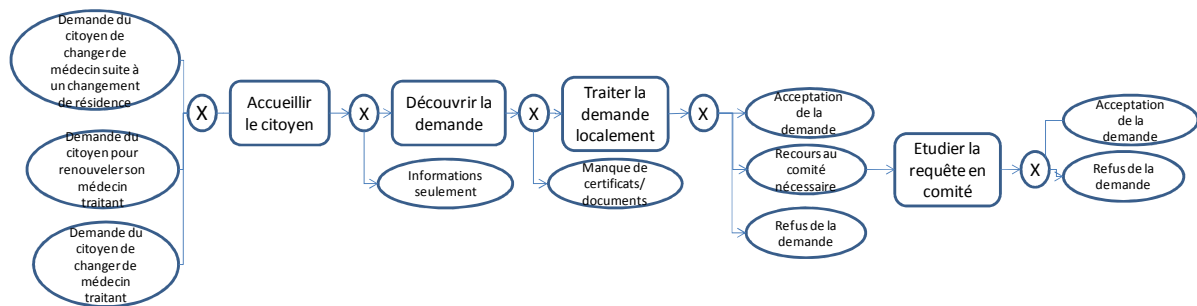 Demande du
citoyen de
changer de
médecin suite à
un changement
de résidence
X
Accueillir
le citoyen
X
Découvrir la
demande
X
Traiter la
demande
localement
X
Acceptation
de la
demande
Acceptation
de la
demande
Demande du
citoyen pour
renouveler son
médecin
traitant
Informations
seulement
Manque de
certificats/
documents
Recours au
comité
nécessaire
Etudier la
requête en
comité
X
Refus de la
demande
Demande du
citoyen de
changer de
médecin
traitant
Refus de la
demande